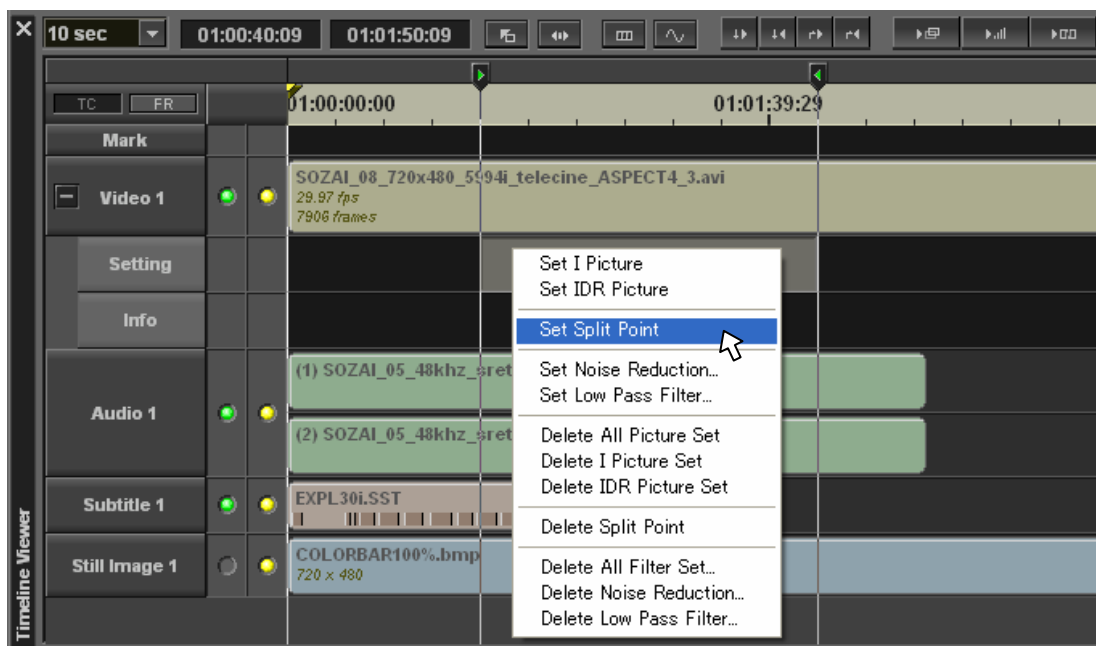 10 sec
01:00:40:09
01:01:50:09
TC
FR
01:00:00:00
01:01:39:29
Mark
Video 1
SOZAI_08_720x480_5994i_telecine_ASPECT4_3.avi
29.97 fps
7906 frames
Setting
Info
Audio 1
(1) SOZAI_05_48khz_sret
(2) SOZAI_05_48khz_sret
Subtitle 1
EXPL30i.SST
Still Image 1
COLORBAR100%.bmp
720 x 480
Set I Picture
Set IDR Picture
Set Split Point
Set Noise Reduction...
Set Low Pass Filter...
Delete All Picture Set
Delete I Picture Set
Delete IDR Picture Set
Delete Split Point
Delete All Filter Set...
Delete Noise Reduction...
Delete Low Pass Filter...
Timeline Viewer